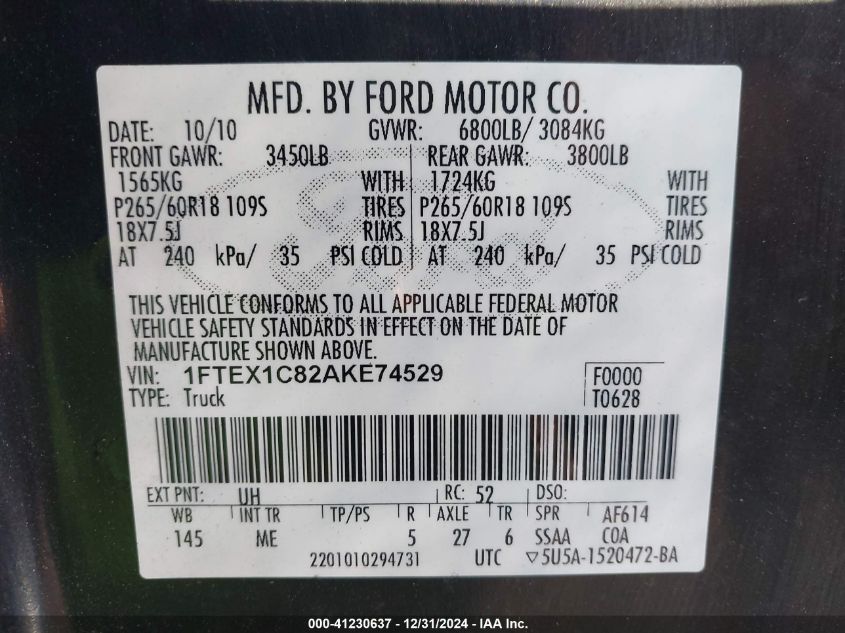 MFD. BY FORD MOTOR CO.
DATE: 10/10 GVWR: 6800LB/ 3084KG
FRONT GAWR: 3450LB REAR GAWR: 3800LB
1565KG WITH 1724KG WITH
P265/60R18 109S TIRES P265/60R18 109S TIRES
18X7.5J RIMS 18X7.5J RIMS
AT 240 kPa/ 35 PSI COLD AT 240 kPa/ 35 PSI COLD
THIS VEHICLE CONFORMS TO ALL APPLICABLE FEDERAL MOTOR
VEHICLE SAFETY STANDARDS IN EFFECT ON THE DATE OF
MANUFACTURE SHOWN ABOVE.
VIN: 1FTEX1C82AKE74529 F0000
TYPE: Truck T0628
EXT PNT: UH RC: 52 DSO:
WB INT TR TP/PS R AXLE TR SPR AF614
145 ME 5 27 6 SSAA COA
2201010294731 UTC ▽5U5A-1520472-BA
000-41230637 - 12/31/2024 - IAA Inc.